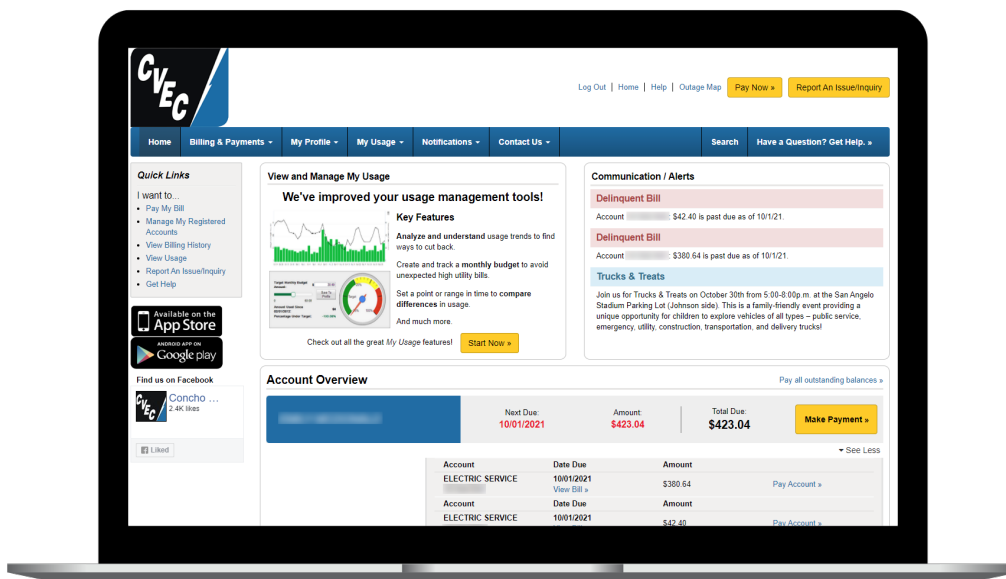 CVEC
Log Out | Home | Help | Outage Map Pay Now » Report An Issue/Inquiry
Home Billing & Payments My Profile My Usage Notifications Contact Us Search Have a Question? Get Help. »
Quick Links
I want to...
Pay My Bill
Manage My Registered
Accounts
View Billing History
View Usage
Report An Issue/Inquiry
Get Help
Available on the
App Store
ANDROID APP ON
Google play
Find us on Facebook
CVEC
Concho ...
2.4K likes
Liked
View and Manage My Usage
We've improved your usage management tools!
Key Features
Analyze and understand usage trends to find
ways to cut back.
Create and track a monthly budget to avoid
unexpected high utility bills.
Set a point or range in time to compare
differences in usage.
And much more.
Check out all the great My Usage features! Start Now »
Communication / Alerts
Delinquent Bill
Account : $42.40 is past due as of 10/1/21.
Delinquent Bill
Account : $380.64 is past due as of 10/1/21.
Trucks & Treats
Join us for Trucks & Treats on October 30th from 5:00-8:00p.m. at the San Angelo
Stadium Parking Lot (Johnson side). This is a family-friendly event providing a
unique opportunity for children to explore vehicles of all types – public service,
emergency, utility, construction, transportation, and delivery trucks!
Account Overview
Pay all outstanding balances »
Next Due: Amount: Total Due:
10/01/2021 $423.04 $423.04 Make Payment »
See Less
Account Date Due Amount
ELECTRIC SERVICE 10/01/2021 $380.64 Pay Account »
View Bill »
Account Date Due Amount
ELECTRIC SERVICE 10/01/2021 $42.40 Pay Account »